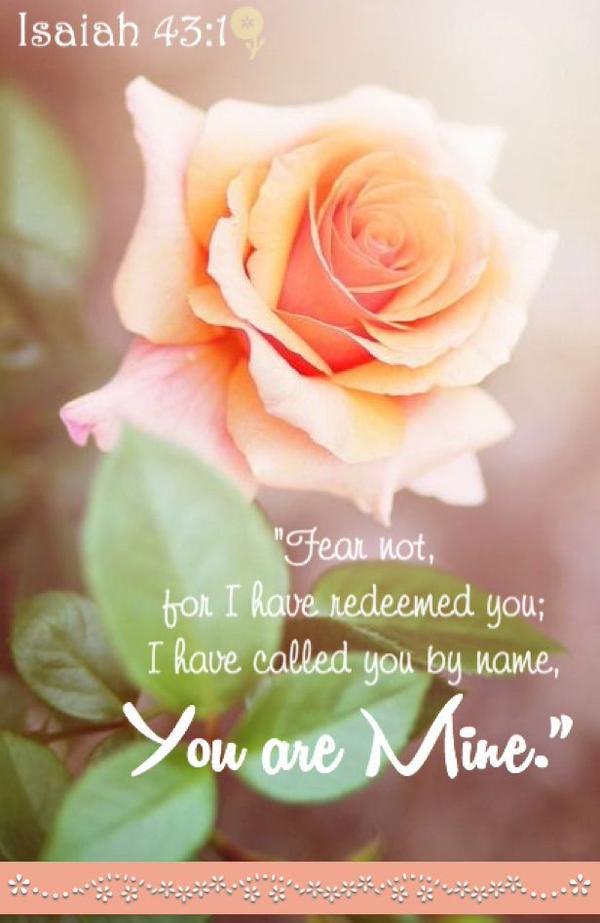 Isaiah 43:1
"Fear not,
for I have redeemed you;
I have called you by name,
You are Mine."